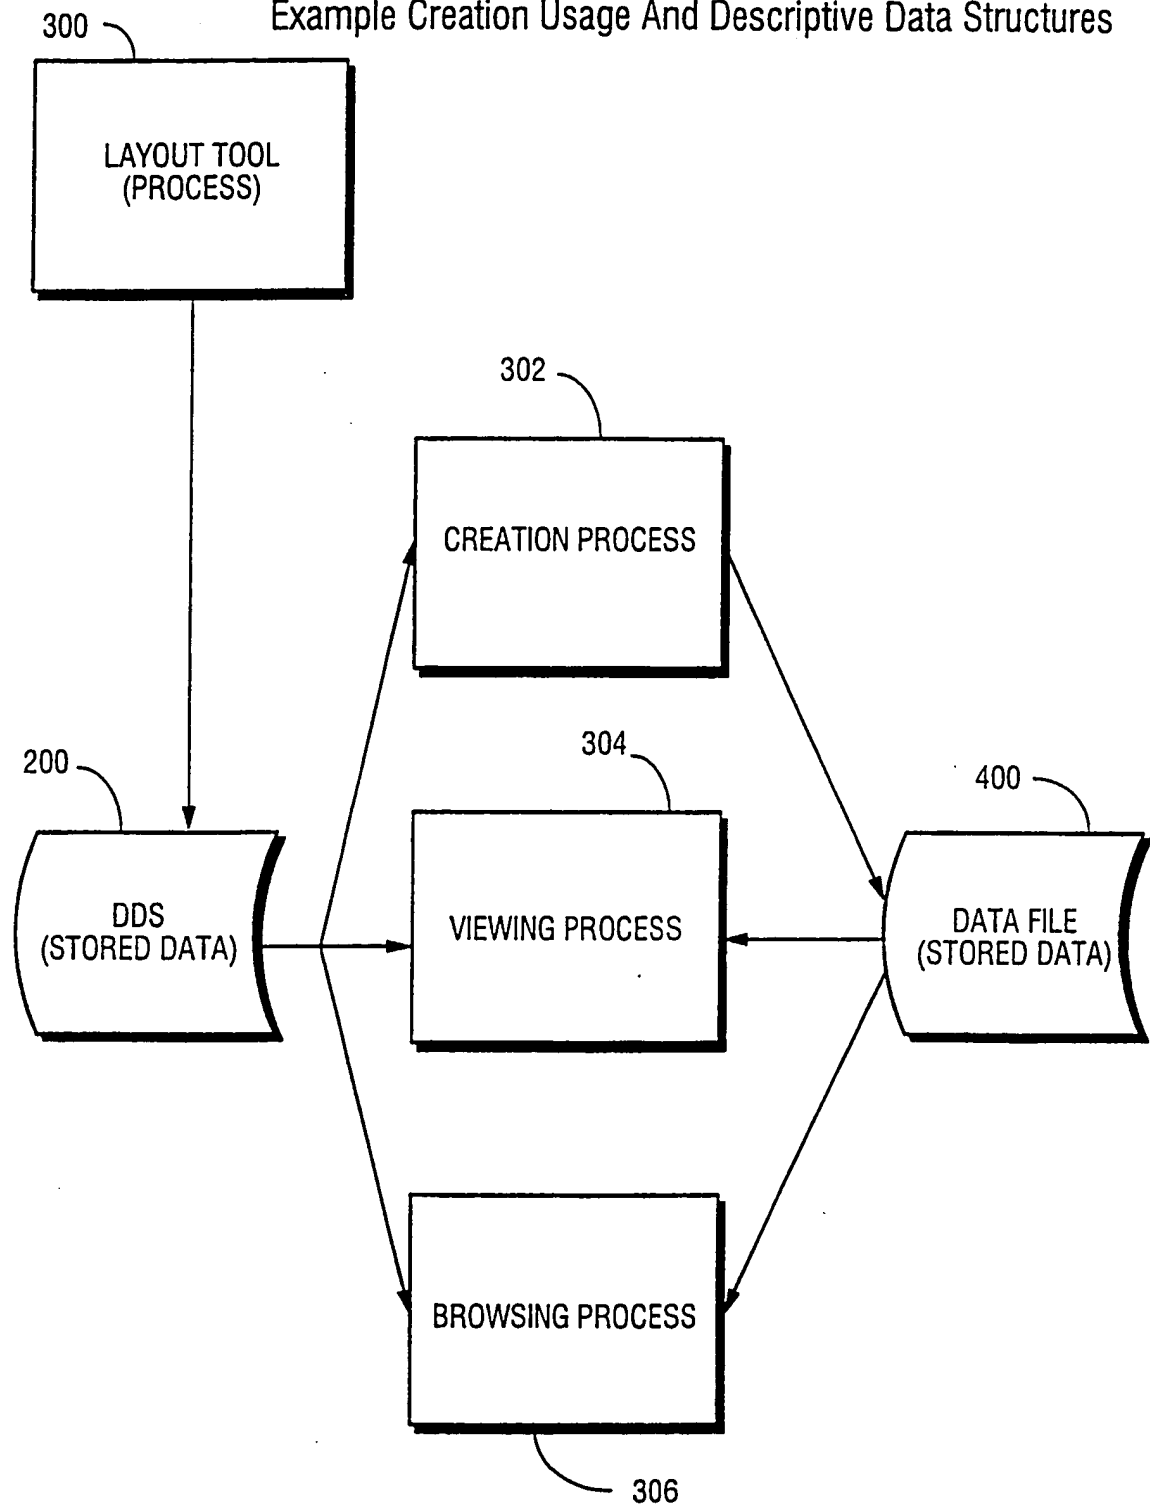 Example Creation Usage And Descriptive Data Structures
300
LAYOUT TOOL
(PROCESS)
302
CREATION PROCESS
200
DDS
(STORED DATA)
304
VIEWING PROCESS
400
DATA FILE
(STORED DATA)
BROWSING PROCESS
306